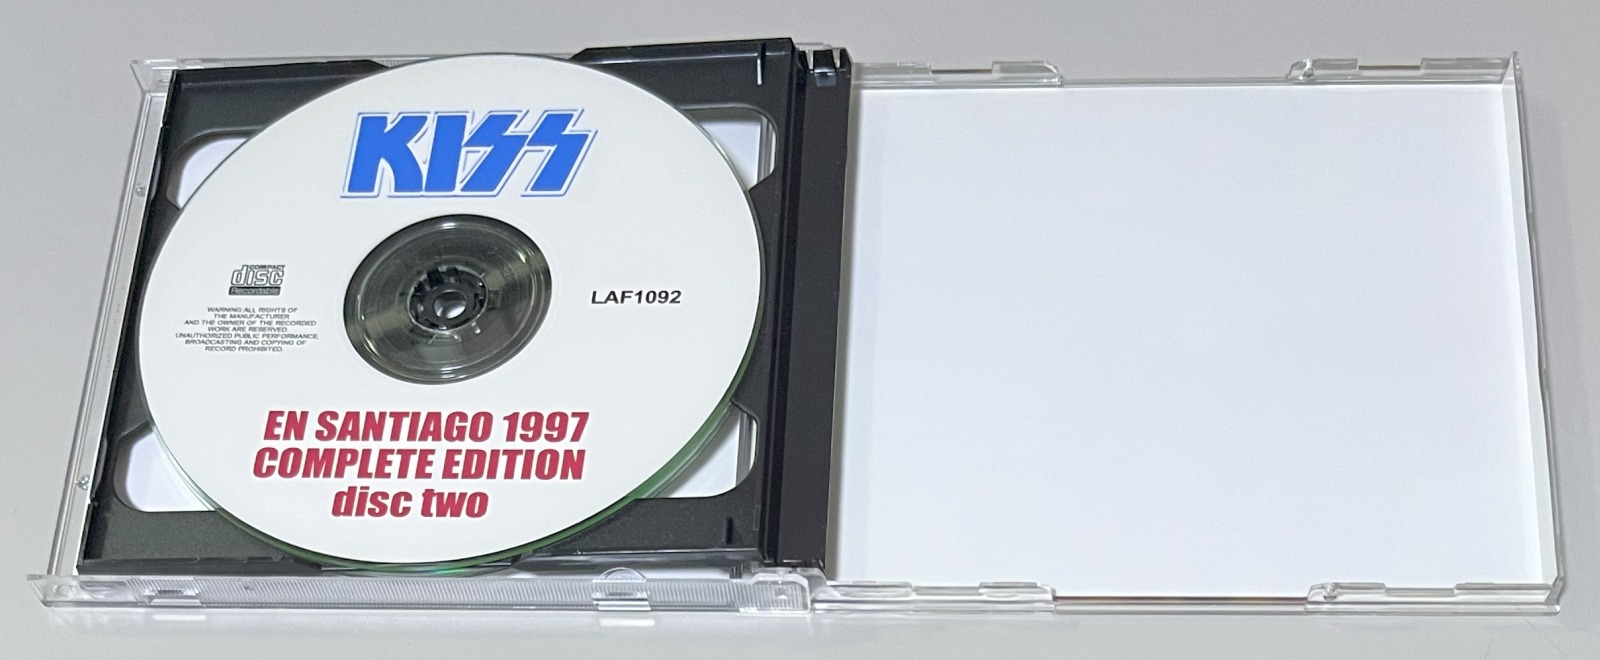 KISS
COMPACT
disc
Recordable
WARNING:ALL RIGHTS OF
THE MANUFACTURER
AND THE OWNER OF THE RECORDED
WORK ARE RESERVED.
UNAUTHORIZED PUBLIC PERFORMANCE,
BROADCASTING AND COPYING OF
RECORD PROHIBITED.
LAF1092
EN SANTIAGO 1997
COMPLETE EDITION
disc two